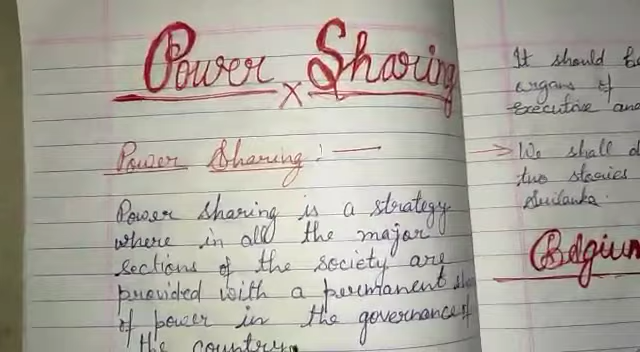 Power Sharing
Power Sharing : —
Power sharing is a strategy
where in all the major
sections of the society are
provided with a permanent
of power in the governance of
the country.
It should be
organs of
executive and
→ We shall
two stories
Srilanka.
Belgium